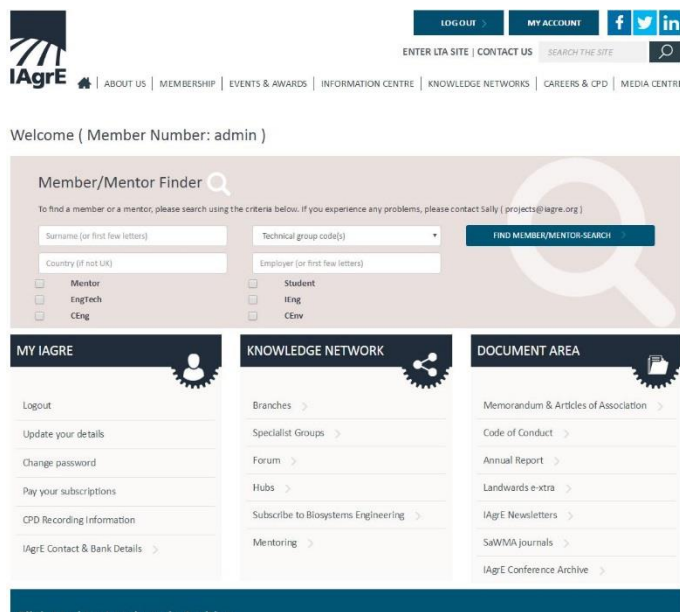 LOGOUT
MY ACCOUNT
f
in
ENTER LTA SITE | CONTACT US
SEARCH THE SITE
IAgrE
ABOUT US | MEMBERSHIP | EVENTS & AWARDS | INFORMATION CENTRE | KNOWLEDGE NETWORKS | CAREERS & CPD | MEDIA CENTRE
Welcome ( Member Number: admin )
Member/Mentor Finder
To find a member or a mentor, please search using the criteria below. If you experience any problems, please contact Sally ( projects@iagre.org )
Surname (or first few letters)
Technical group code(s)
FIND MEMBER/MENTOR-SEARCH
Country (if not UK)
Employer (or first few letters)
Mentor
Student
EngTech
IEng
CEng
CEnv
MY IAGRE
Logout
Update your details
Change password
Pay your subscriptions
CPD Recording Information
IAgrE Contact & Bank Details
KNOWLEDGE NETWORK
Branches
Specialist Groups
Forum
Hubs
Subscribe to Biosystems Engineering
Mentoring
DOCUMENT AREA
Memorandum & Articles of Association
Code of Conduct
Annual Report
Landwards e-xtra
IAgrE Newsletters
SaWMA journals
IAgrE Conference Archive